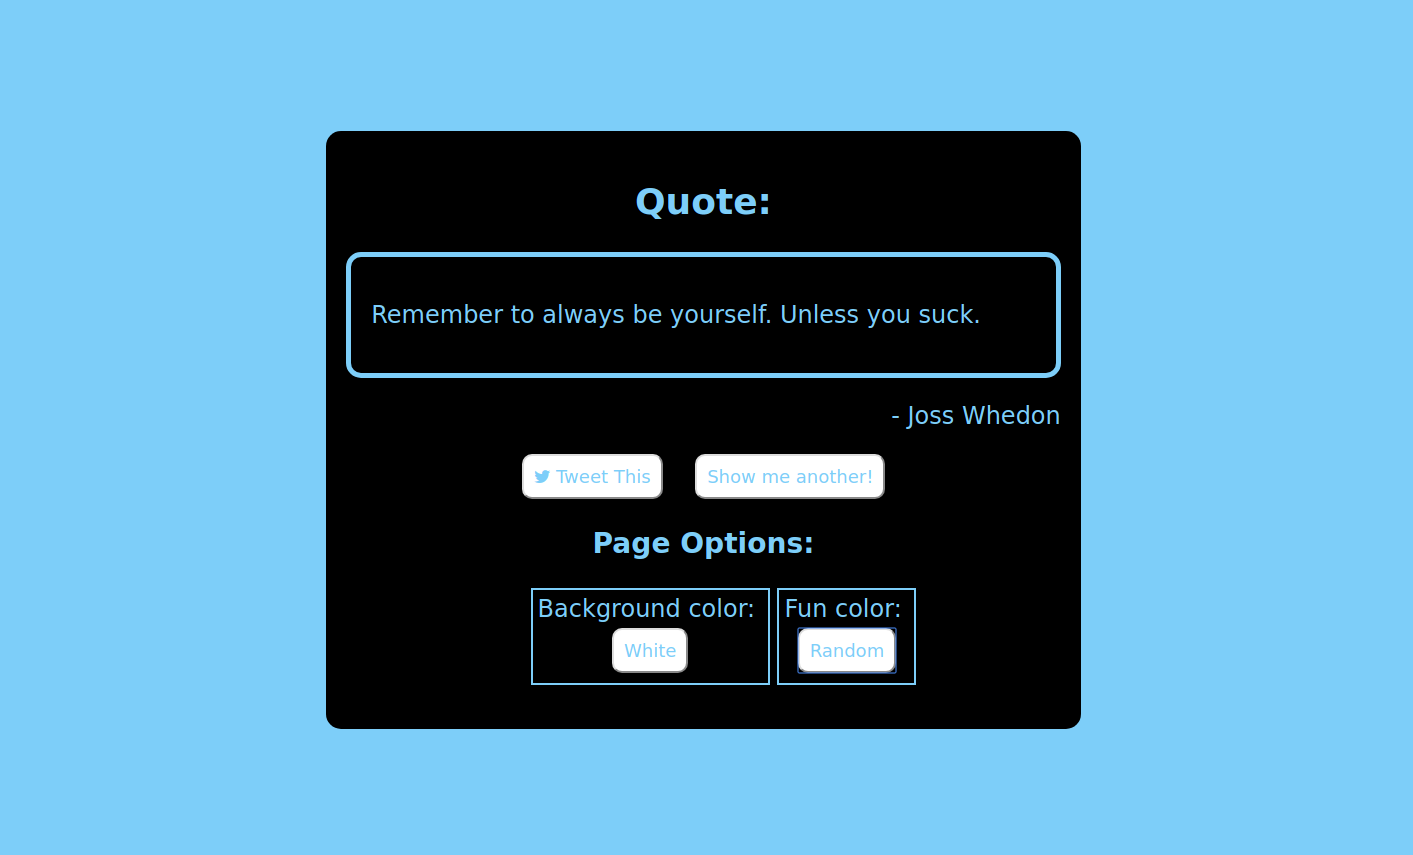 Quote:
Remember to always be yourself. Unless you suck.
- Joss Whedon
Tweet This
Show me another!
Page Options:
Background color:
White
Fun color:
Random